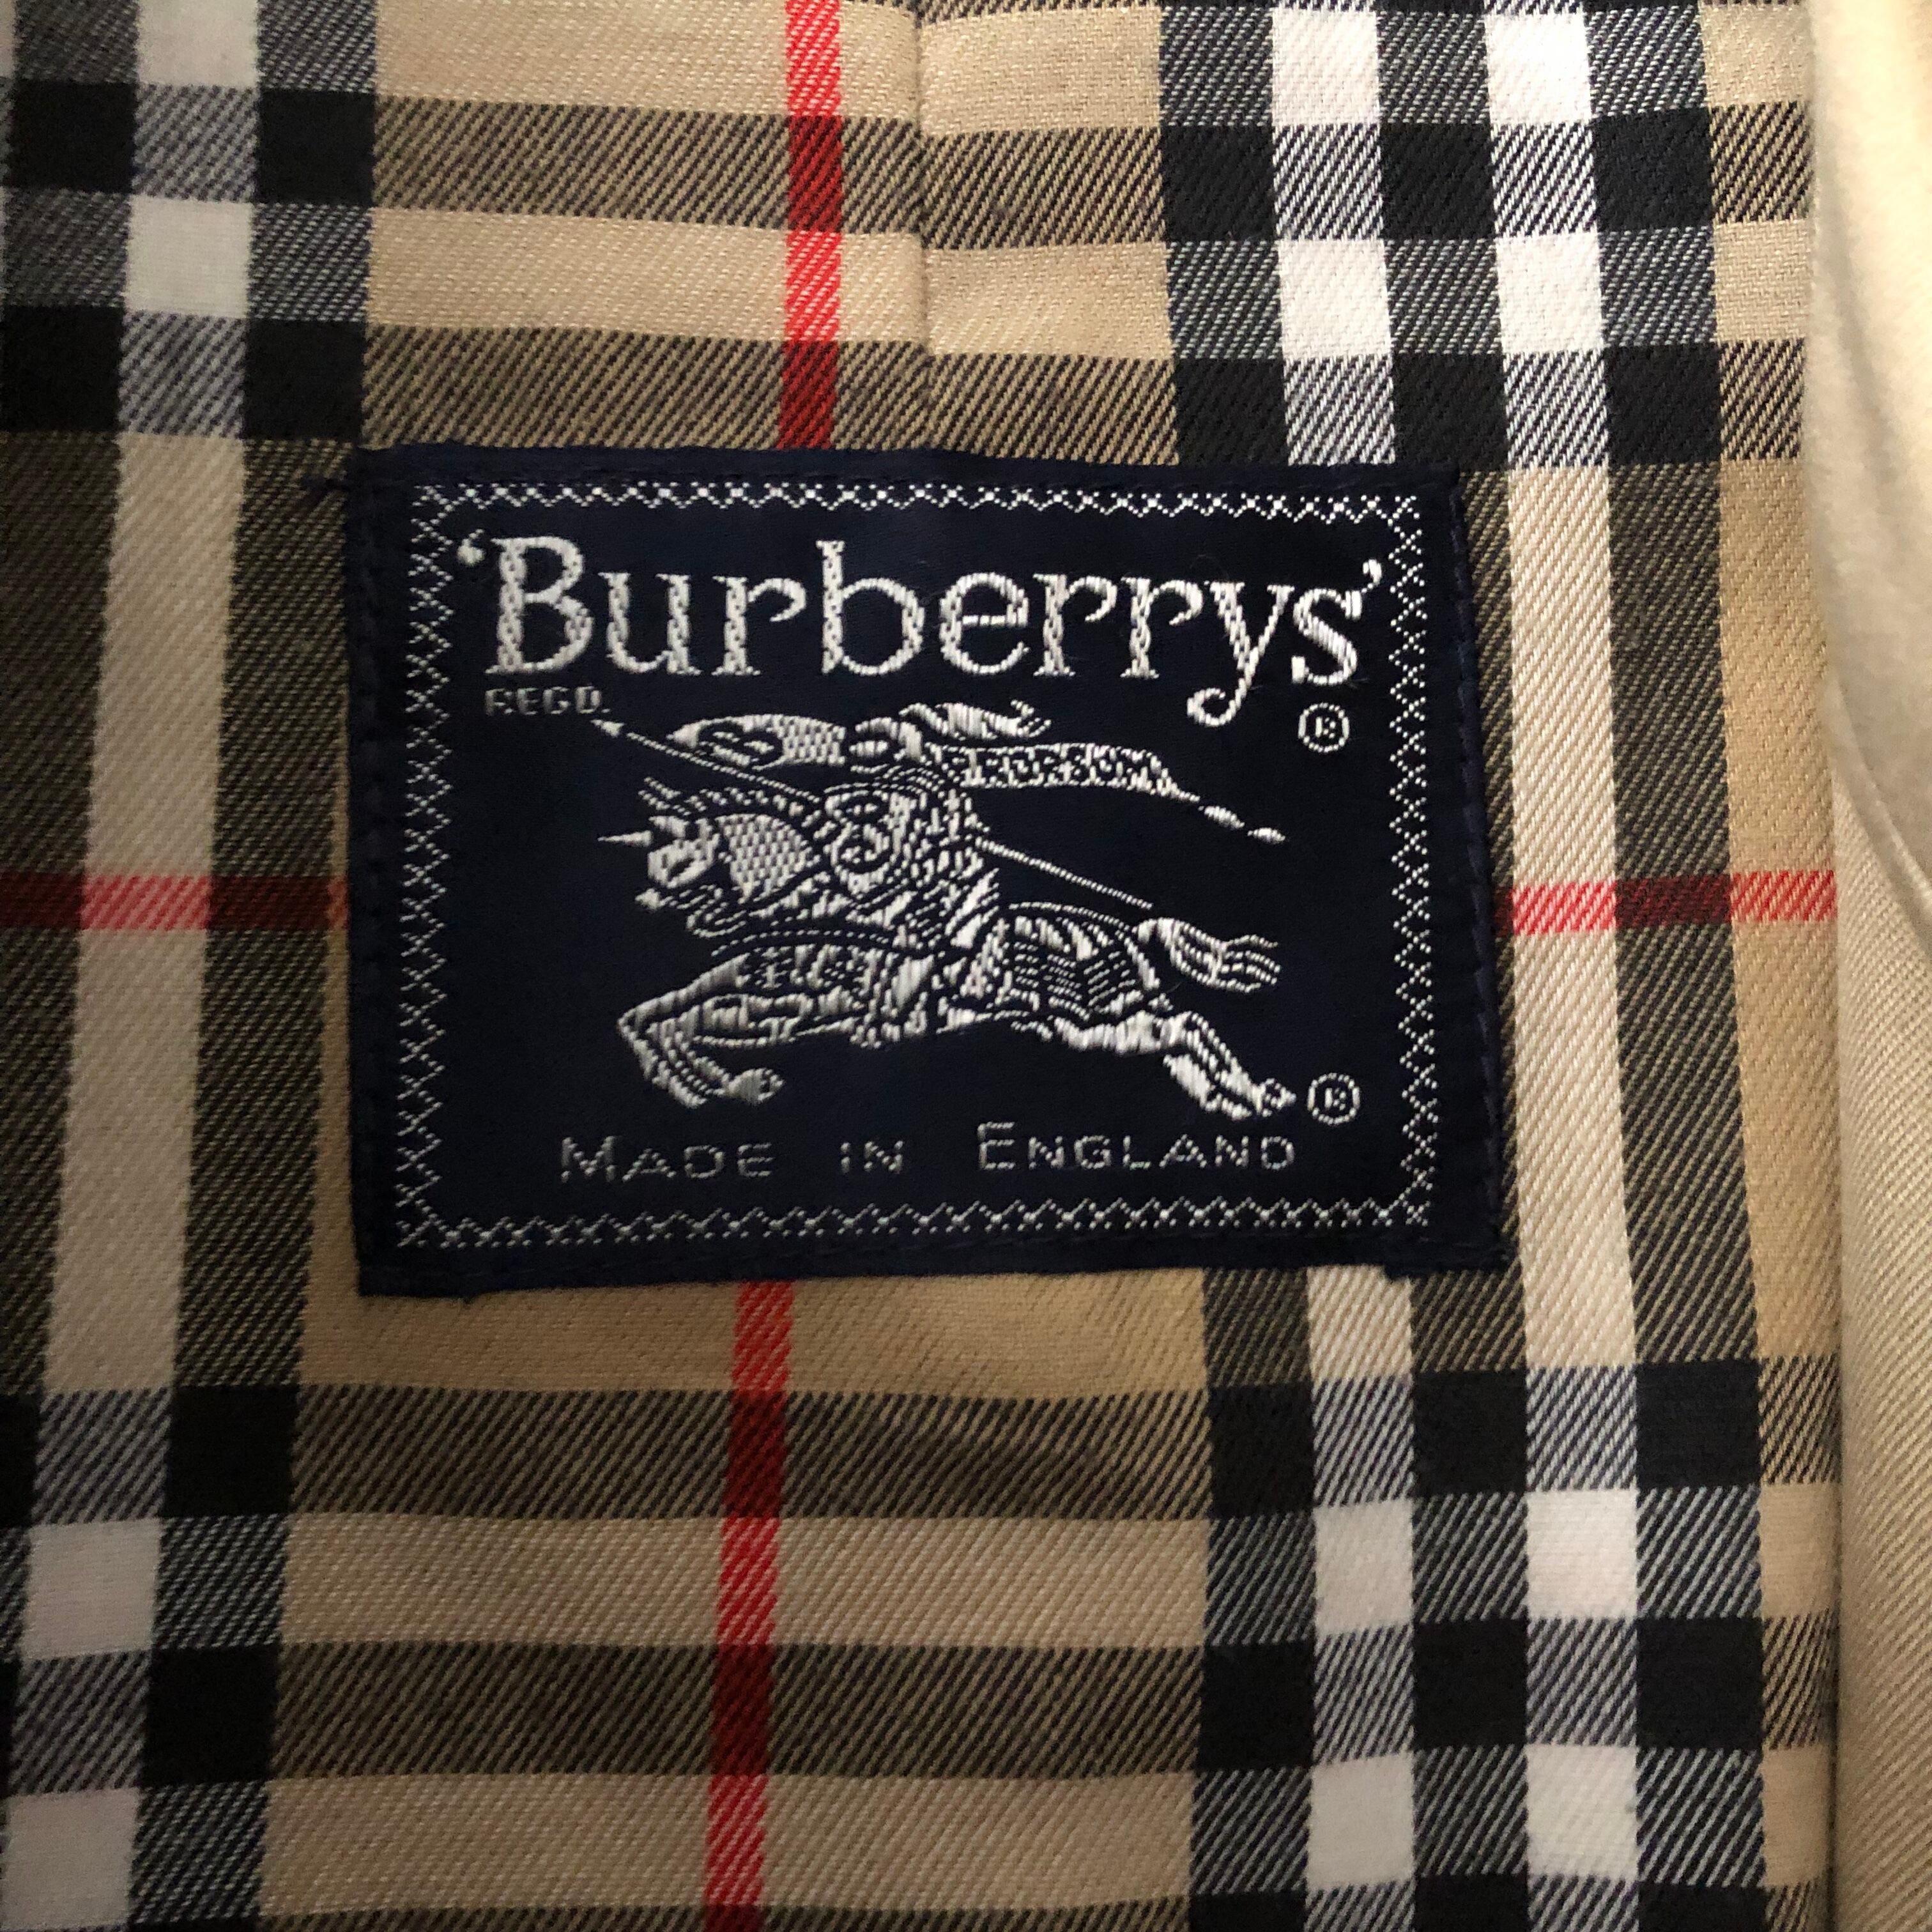 ‘Burberrys’
REGD.
®
PRORSUM
®
MADE IN ENGLAND